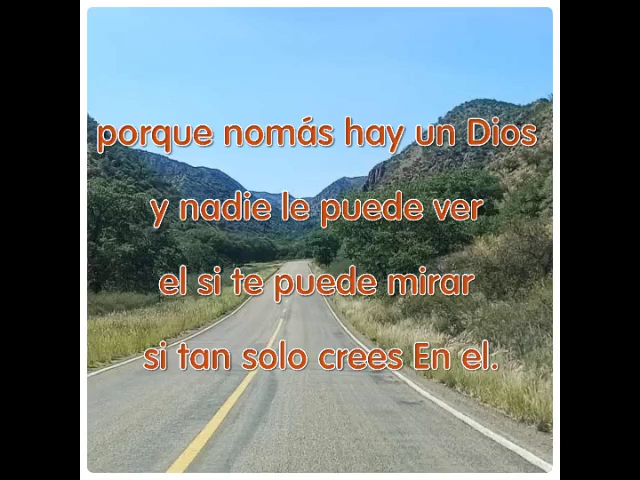 porque nomás hay un Dios
y nadie le puede ver
el si te puede mirar
si tan solo crees En el.